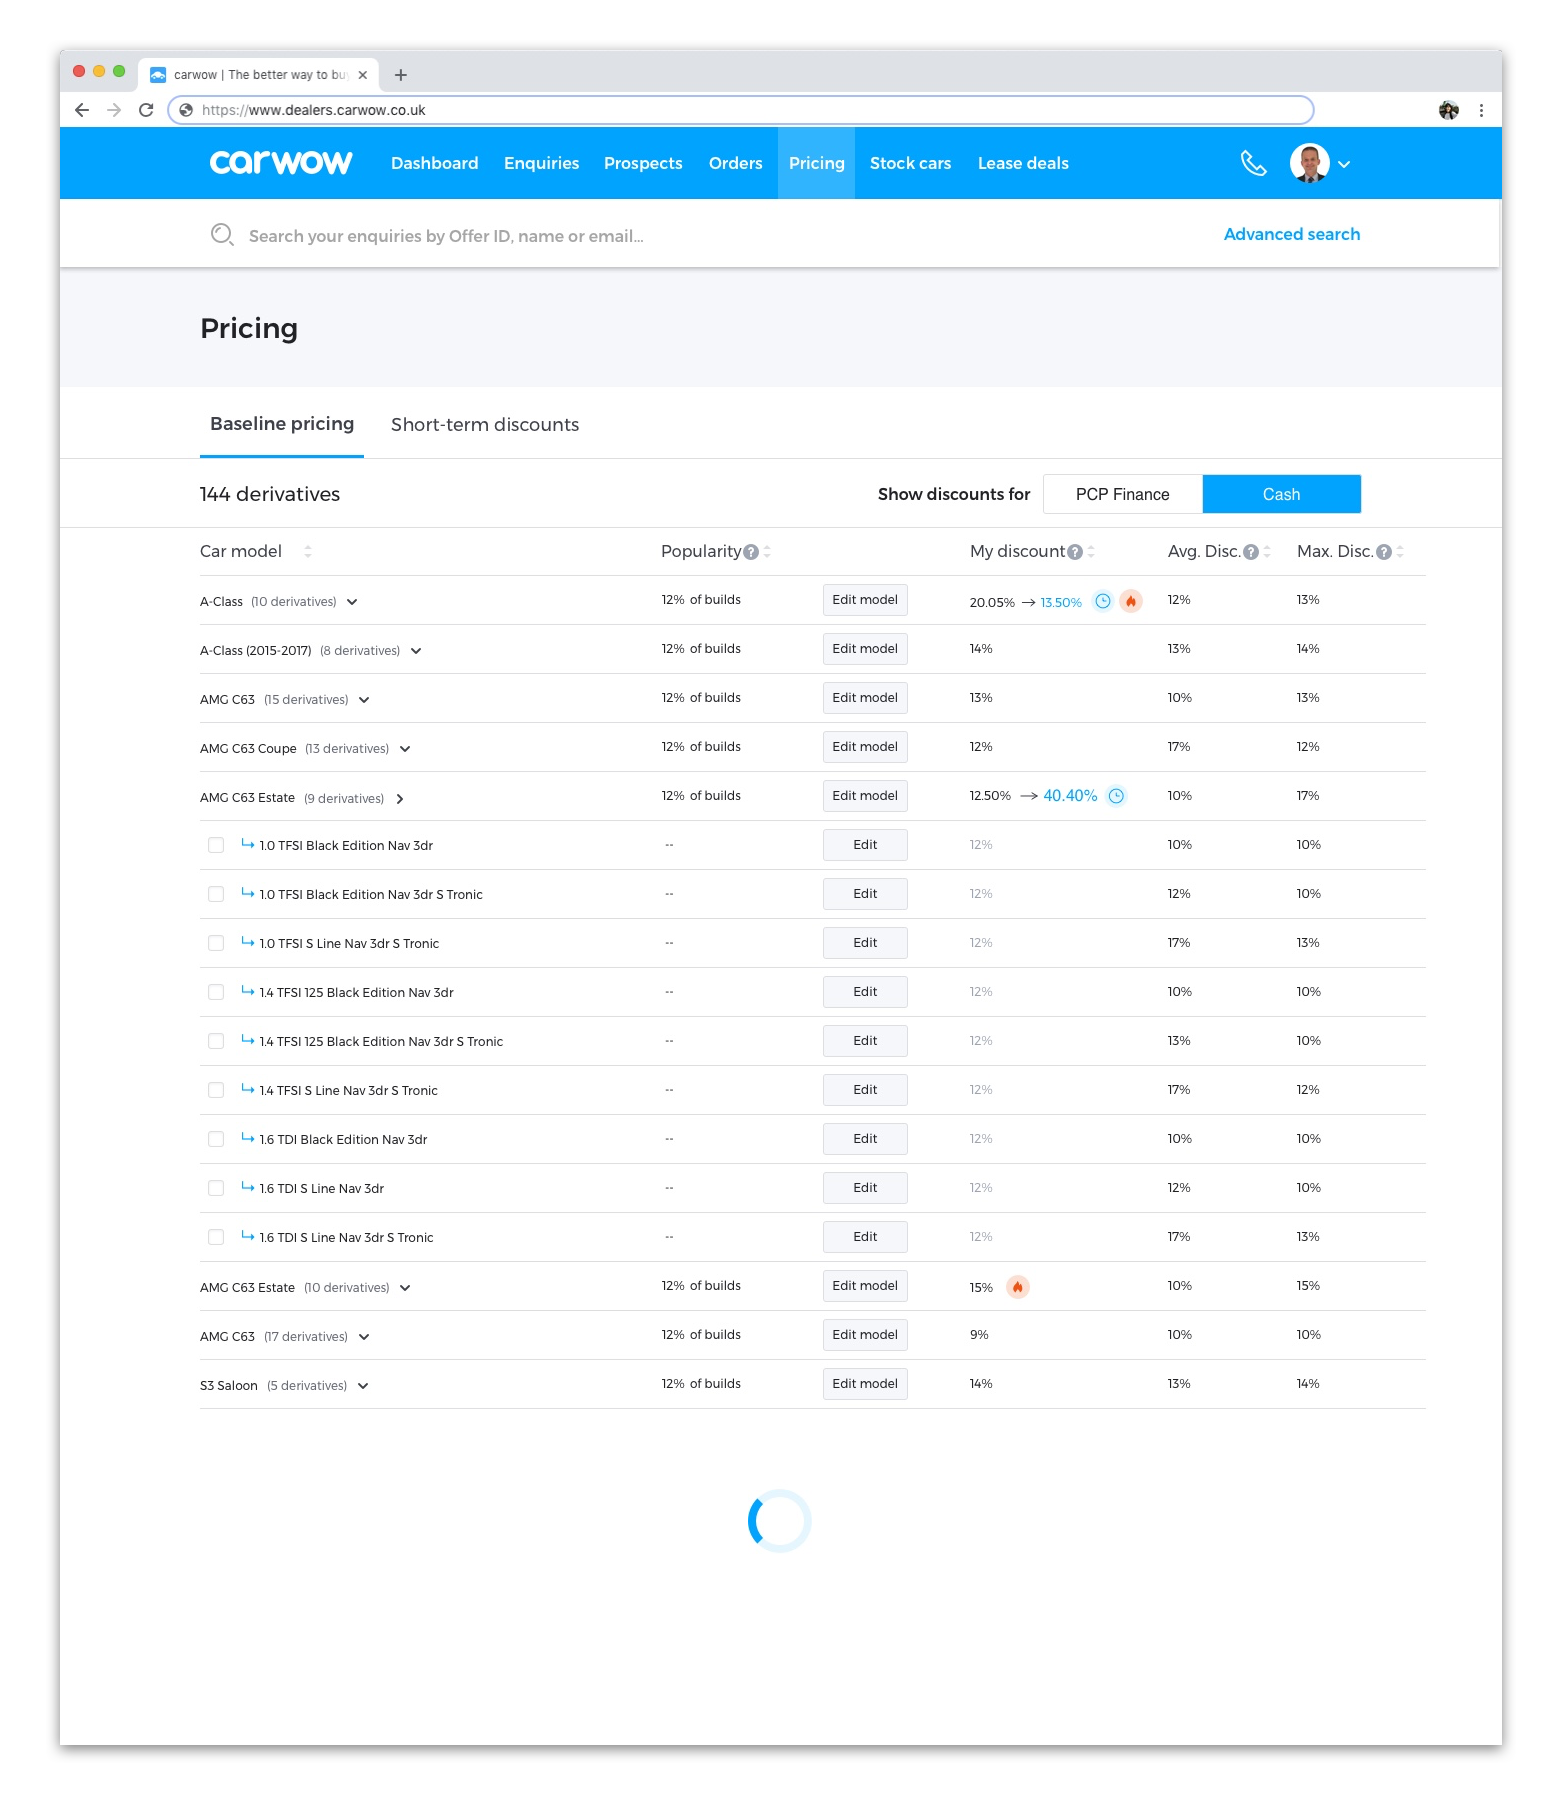 carwow | The better way to bu
https://www.dealers.carwow.co.uk
carwow Dashboard Enquiries Prospects Orders Pricing Stock cars Lease deals
Search your enquiries by Offer ID, name or email... Advanced search
Pricing
Baseline pricing Short-term discounts
144 derivatives Show discounts for PCP Finance Cash
Car model Popularity ? My discount ? Avg. Disc. ? Max. Disc. ?
A-Class (10 derivatives) 12% of builds Edit model 20.05% → 13.50% 12% 13%
A-Class (2015-2017) (8 derivatives) 12% of builds Edit model 14% 13% 14%
AMG C63 (15 derivatives) 12% of builds Edit model 13% 10% 13%
AMG C63 Coupe (13 derivatives) 12% of builds Edit model 12% 17% 12%
AMG C63 Estate (9 derivatives) 12% of builds Edit model 12.50% → 40.40% 10% 17%
1.0 TFSI Black Edition Nav 3dr -- Edit 12% 10% 10%
1.0 TFSI Black Edition Nav 3dr S Tronic -- Edit 12% 12% 10%
1.0 TFSI S Line Nav 3dr S Tronic -- Edit 12% 17% 13%
1.4 TFSI 125 Black Edition Nav 3dr -- Edit 12% 10% 10%
1.4 TFSI 125 Black Edition Nav 3dr S Tronic -- Edit 12% 13% 10%
1.4 TFSI S Line Nav 3dr S Tronic -- Edit 12% 17% 12%
1.6 TDI Black Edition Nav 3dr -- Edit 12% 10% 10%
1.6 TDI S Line Nav 3dr -- Edit 12% 12% 10%
1.6 TDI S Line Nav 3dr S Tronic -- Edit 12% 17% 13%
AMG C63 Estate (10 derivatives) 12% of builds Edit model 15% 10% 15%
AMG C63 (17 derivatives) 12% of builds Edit model 9% 10% 10%
S3 Saloon (5 derivatives) 12% of builds Edit model 14% 13% 14%